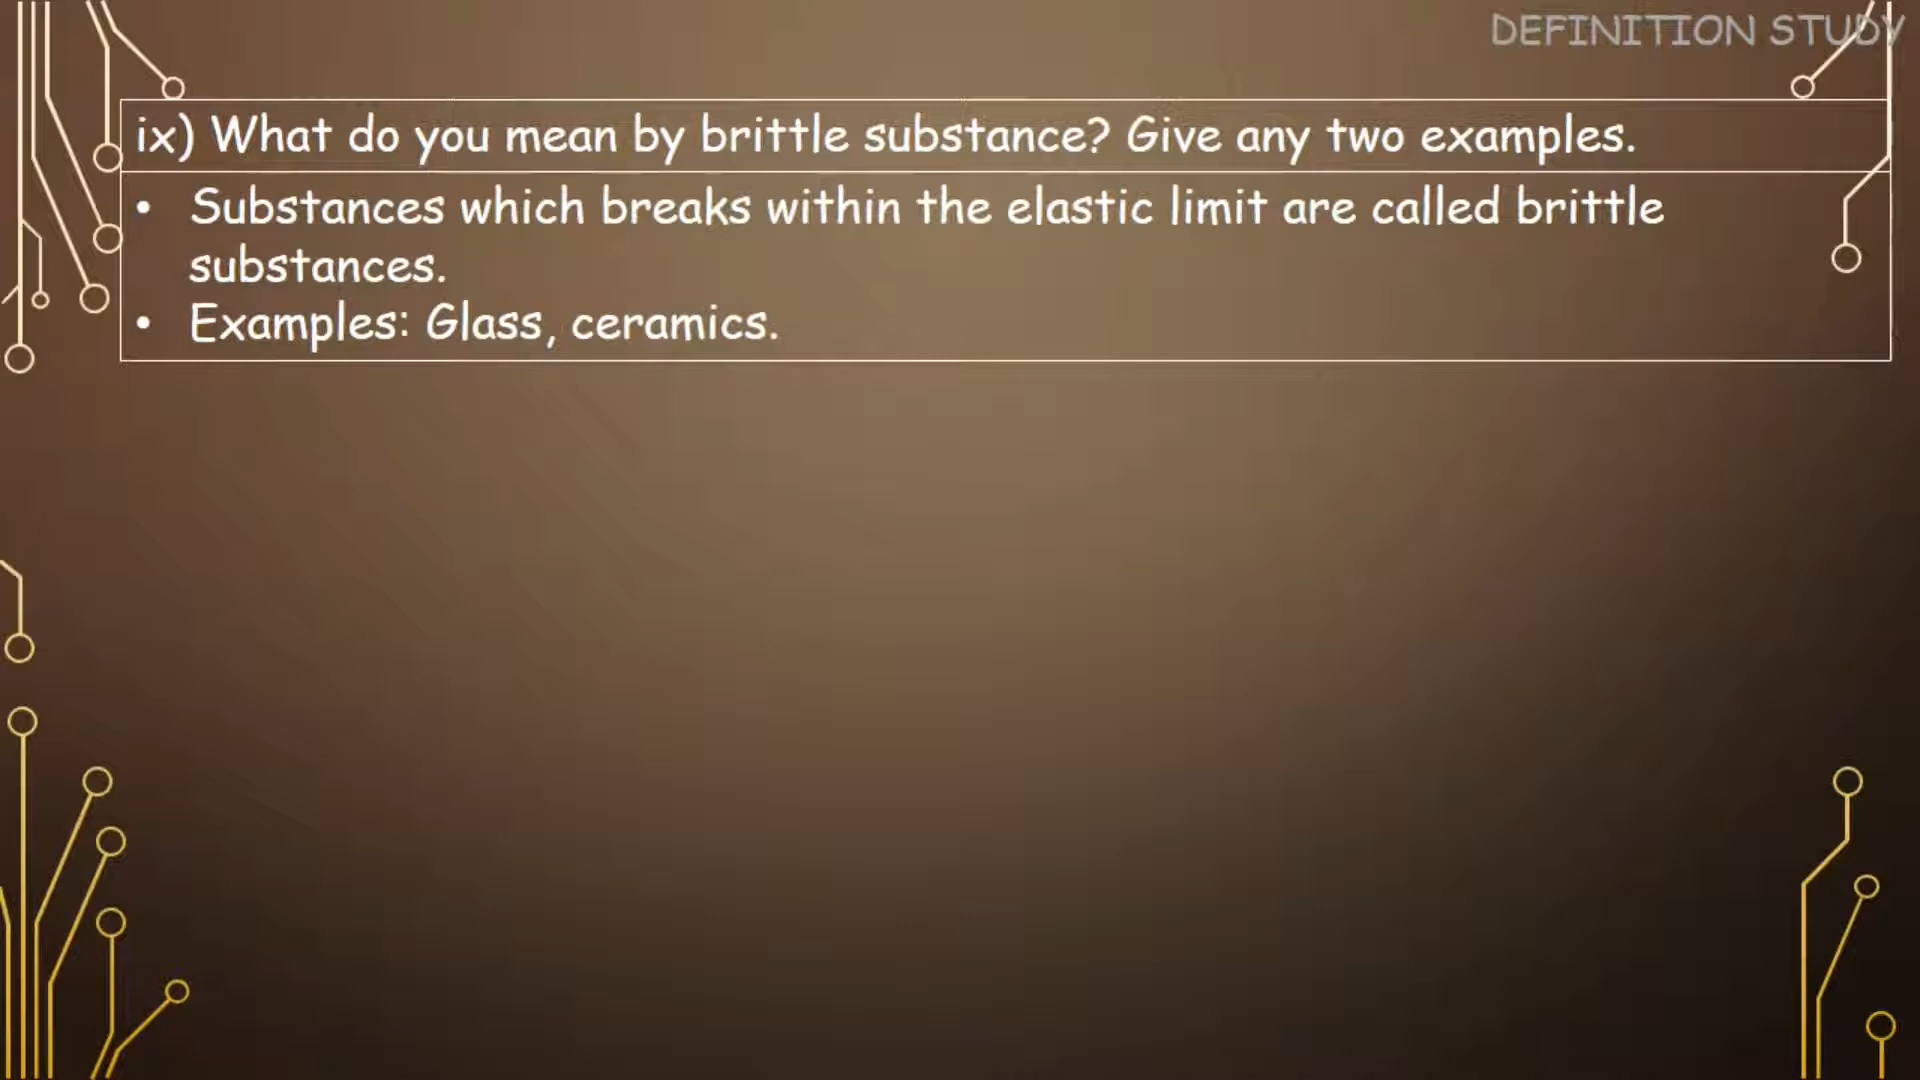 DEFINITION STUDY
ix) What do you mean by brittle substance? Give any two examples.
• Substances which breaks within the elastic limit are called brittle
substances.
• Examples: Glass, ceramics.